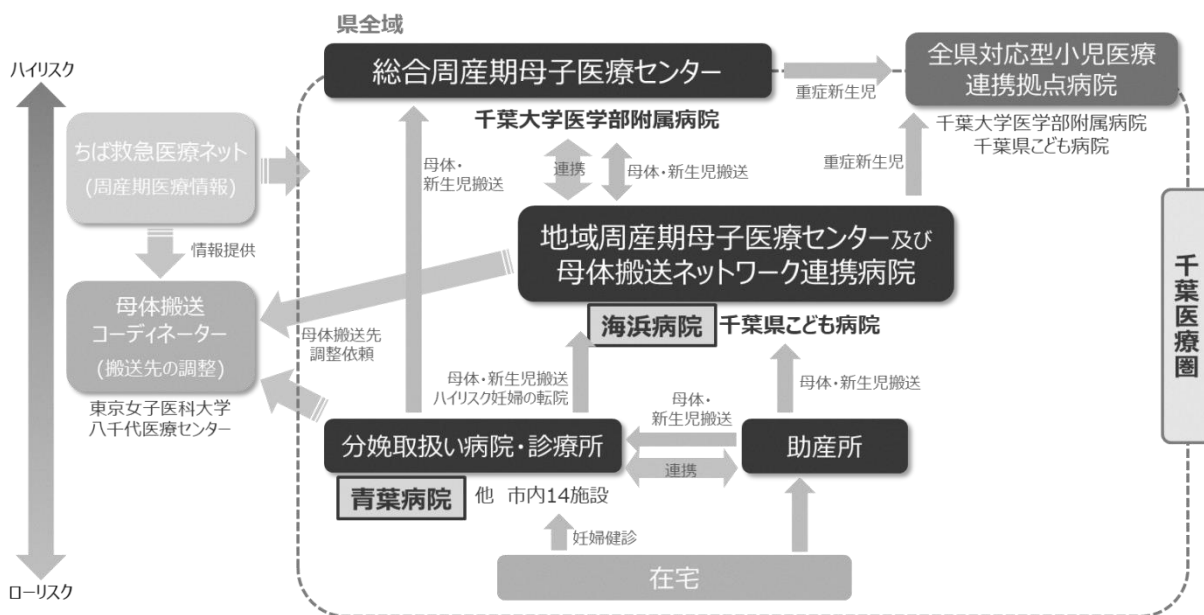 県全域
ハイリスク
総合周産期母子医療センター
千葉大学医学部附属病院
重症新生児
全県対応型小児医療
連携拠点病院
千葉大学医学部附属病院
千葉県こども病院
ちば救急医療ネット
(周産期医療情報)
母体・
新生児搬送
連携
母体・新生児搬送
重症新生児
情報提供
地域周産期母子医療センター及び
母体搬送ネットワーク連携病院
海浜病院
千葉県こども病院
千葉医療圏
母体搬送
コーディネーター
(搬送先の調整)
東京女子医科大学
八千代医療センター
母体搬送先
調整依頼
母体・新生児搬送
ハイリスク妊婦の転院
母体・新生児搬送
母体・
新生児搬送
分娩取扱い病院・診療所
連携
助産所
青葉病院
他 市内14施設
妊婦健診
在宅
ローリスク